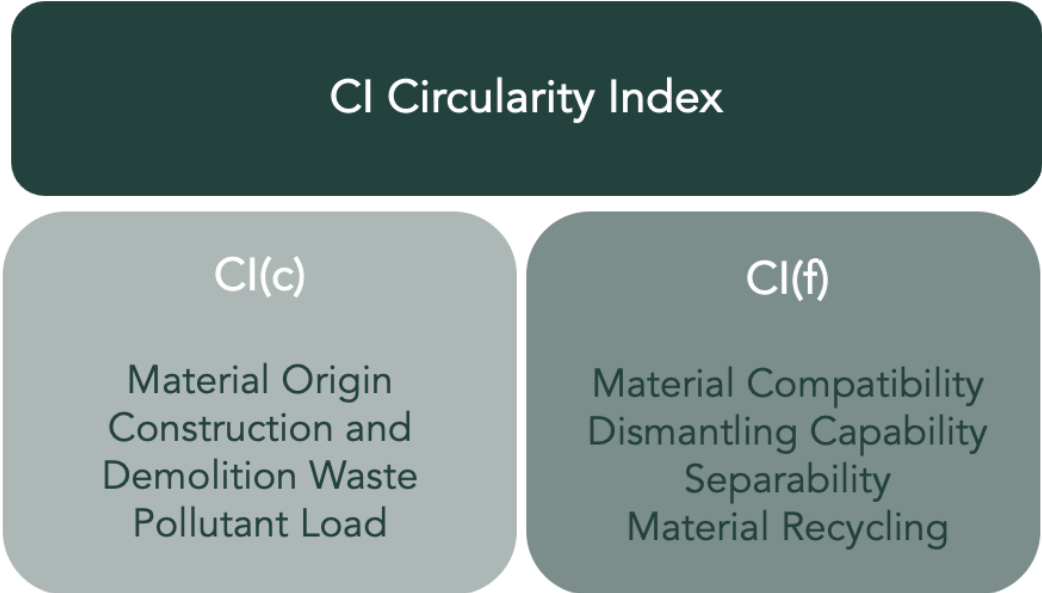 CI Circularity Index
CI(c)
Material Origin
Construction and
Demolition Waste
Pollutant Load
CI(f)
Material Compatibility
Dismantling Capability
Separability
Material Recycling